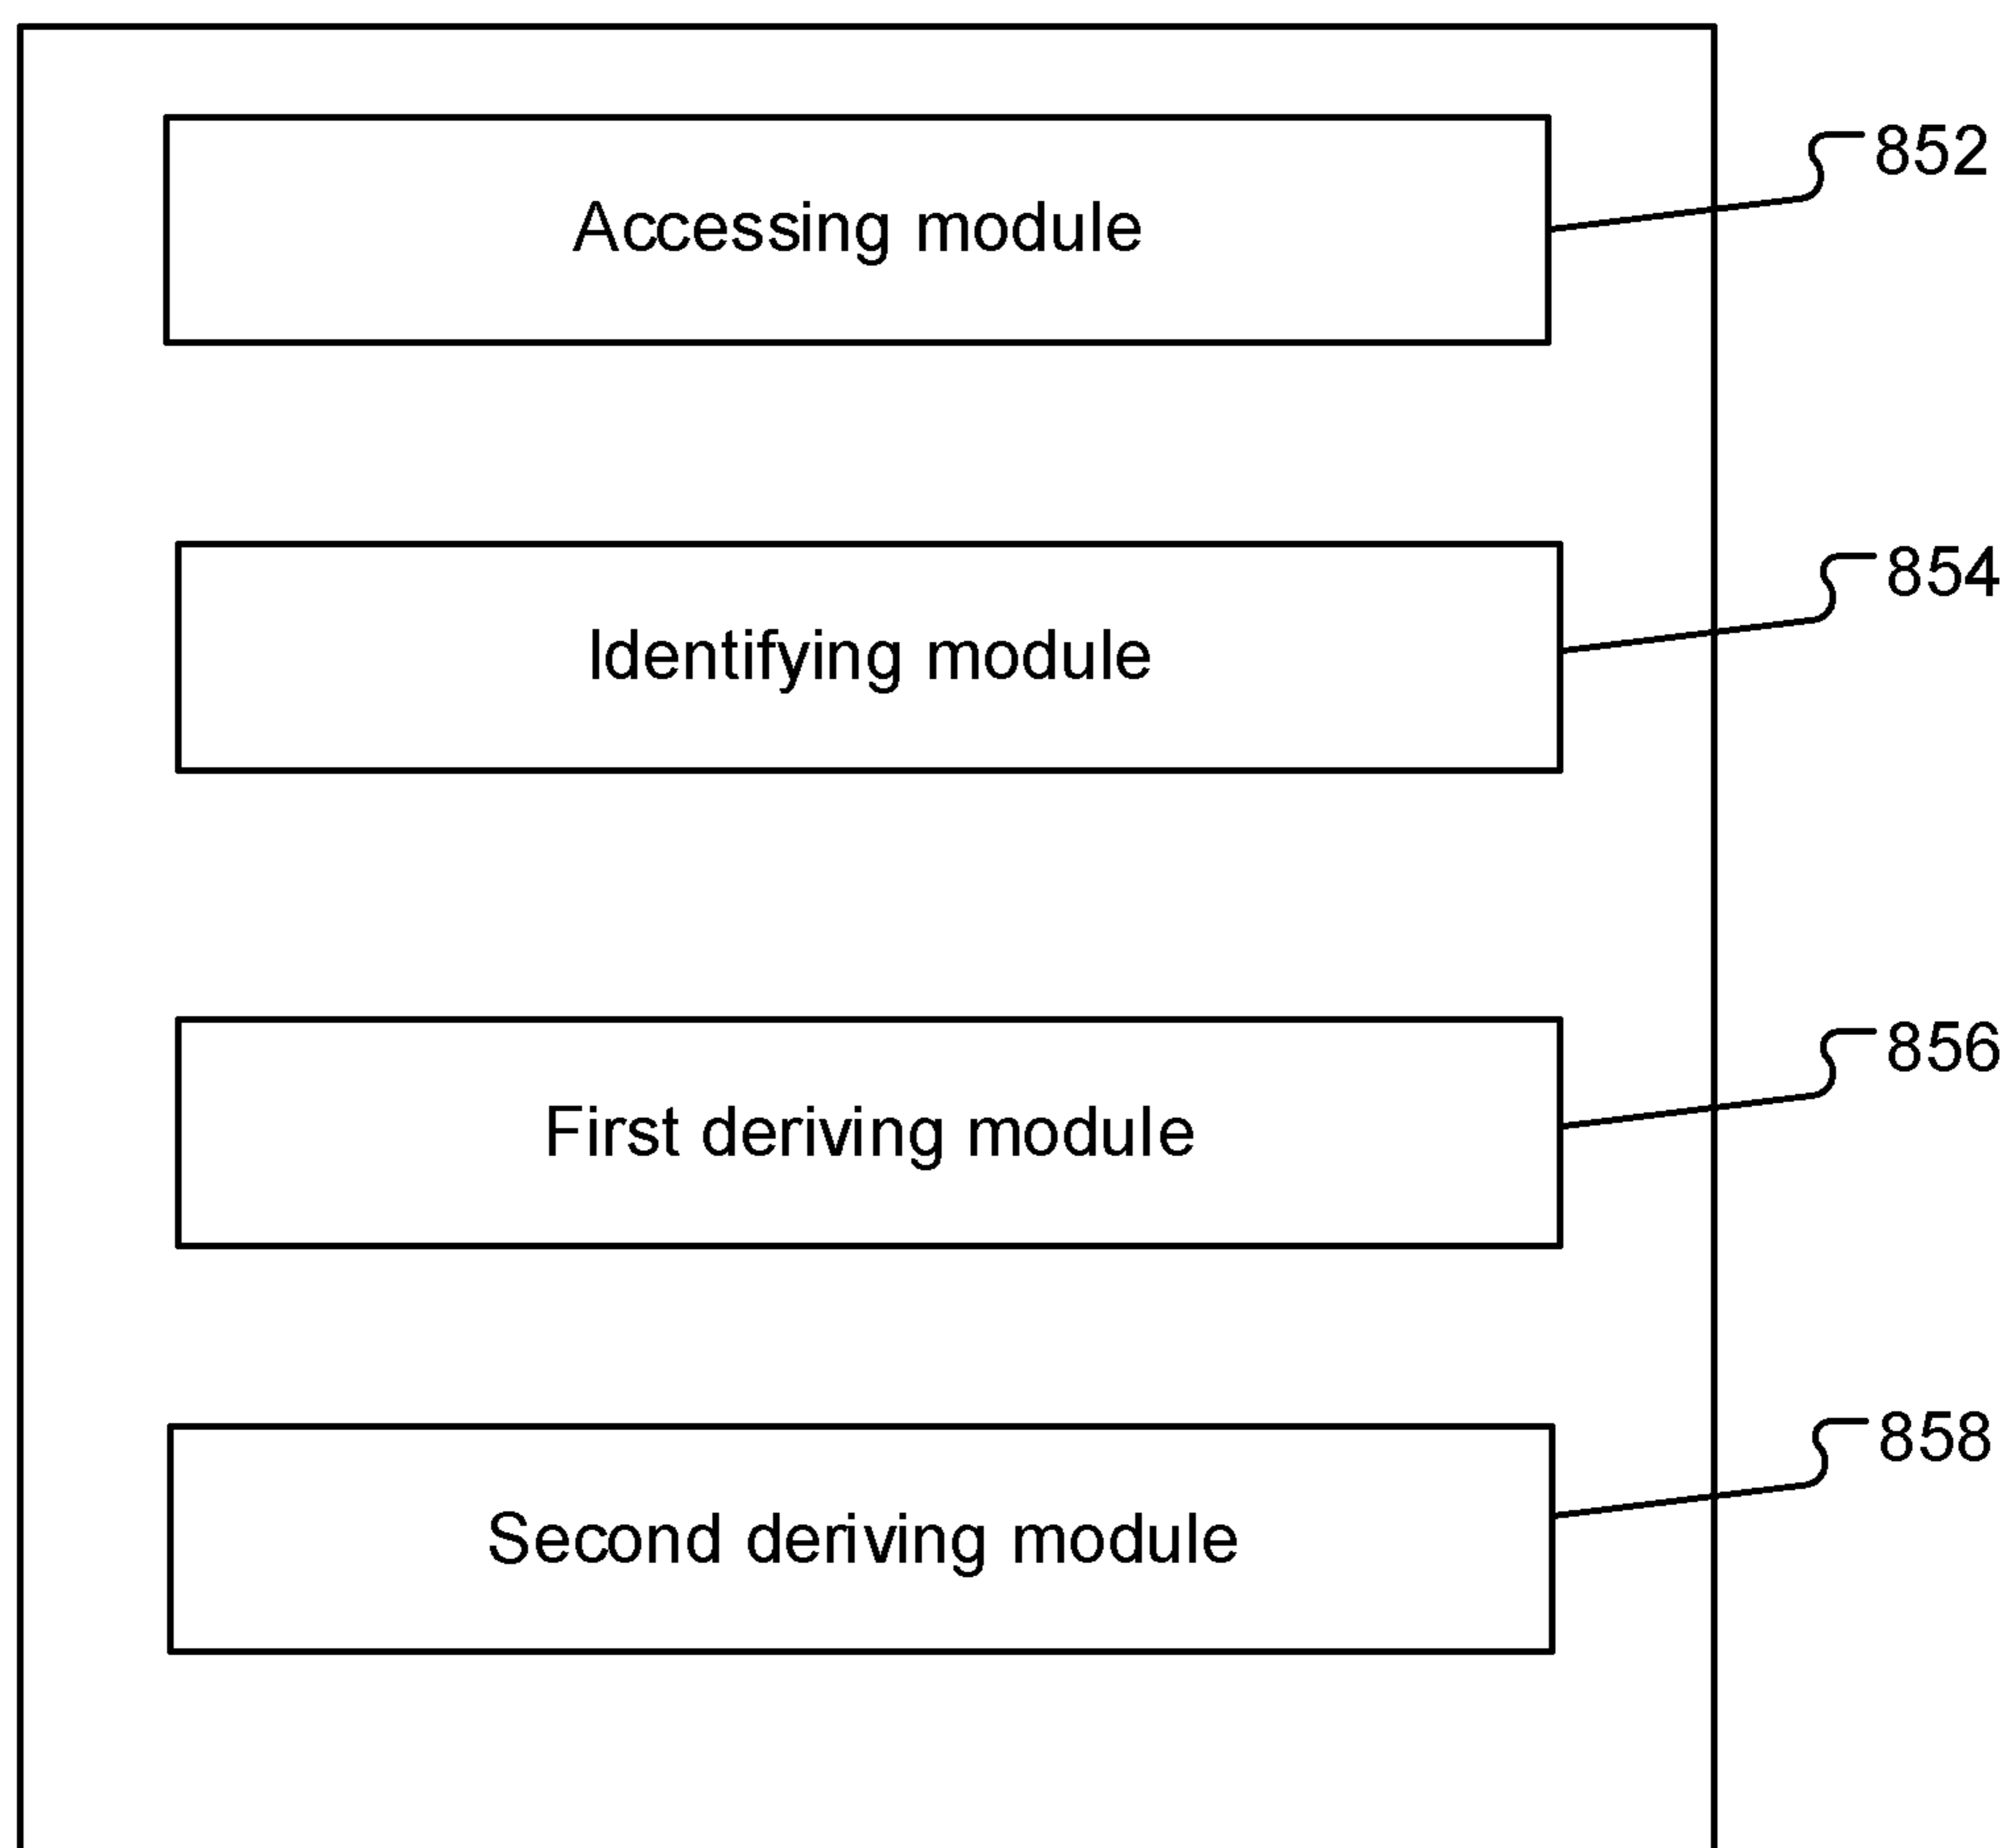 Accessing module
852
Identifying module
854
First deriving module
856
Second deriving module
858